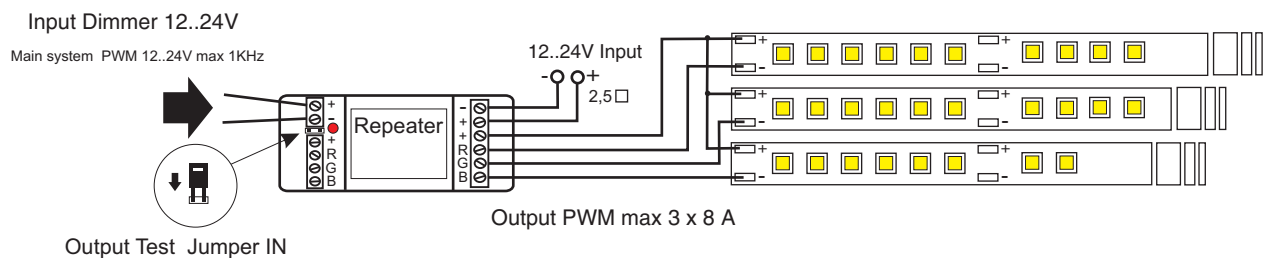 Input Dimmer 12..24V
Main system PWM 12..24V max 1KHz
12..24V Input
- +
2,5□
+
-
+
R
G
B
Repeater
-
+
+
R
G
B
+ +
- -
+ +
- -
+ +
- -
Output PWM max 3 x 8 A
Output Test Jumper IN